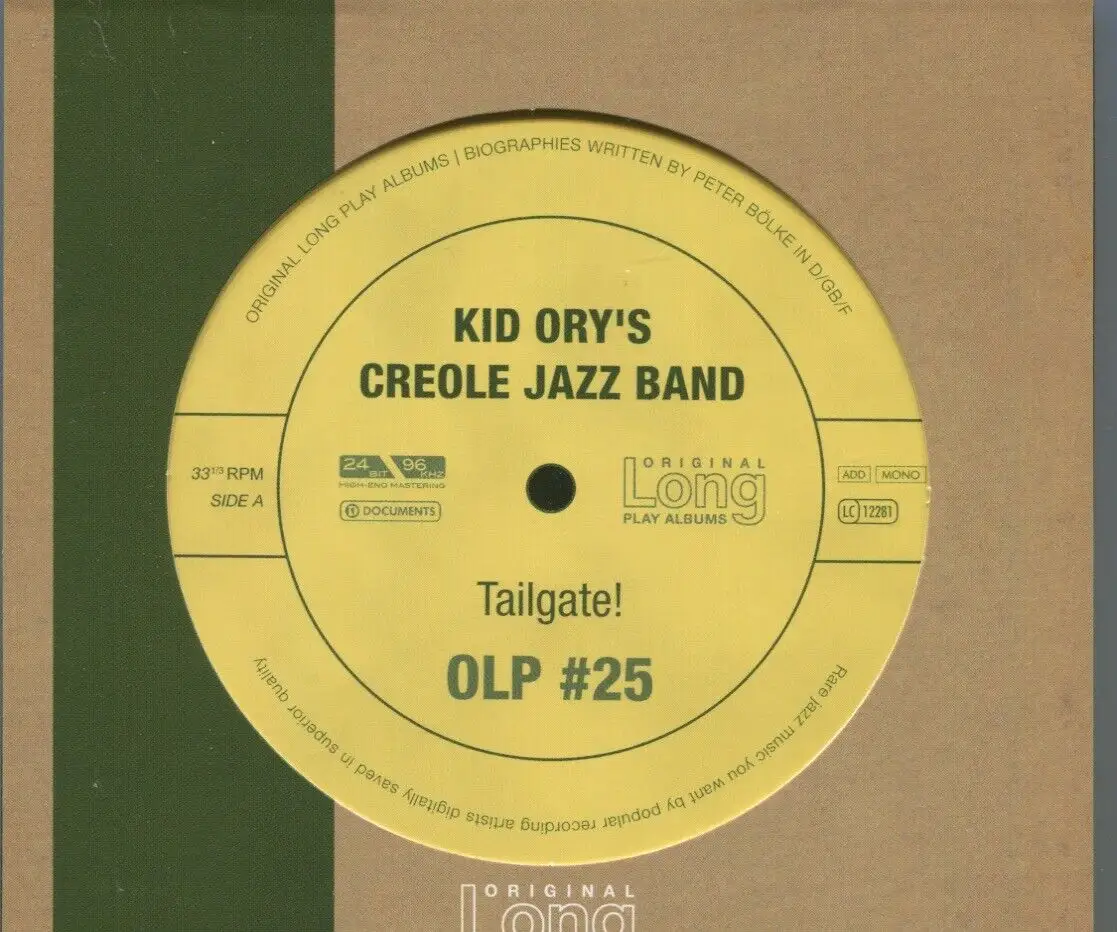 ORIGINAL LONG PLAY ALBUMS | BIOGRAPHIES WRITTEN BY PETER BÖLKE IN D/GB/F
KID ORY'S
CREOLE JAZZ BAND
33 1/3 RPM
SIDE A
24 BIT 96 KHZ
HIGH-END MASTERING
DOCUMENTS
ORIGINAL
Long
PLAY ALBUMS
ADD MONO
LC 12281
Tailgate!
OLP #25
Rare jazz music you want by popular recording artists digitally saved in superior quality
ORIGINAL
Long